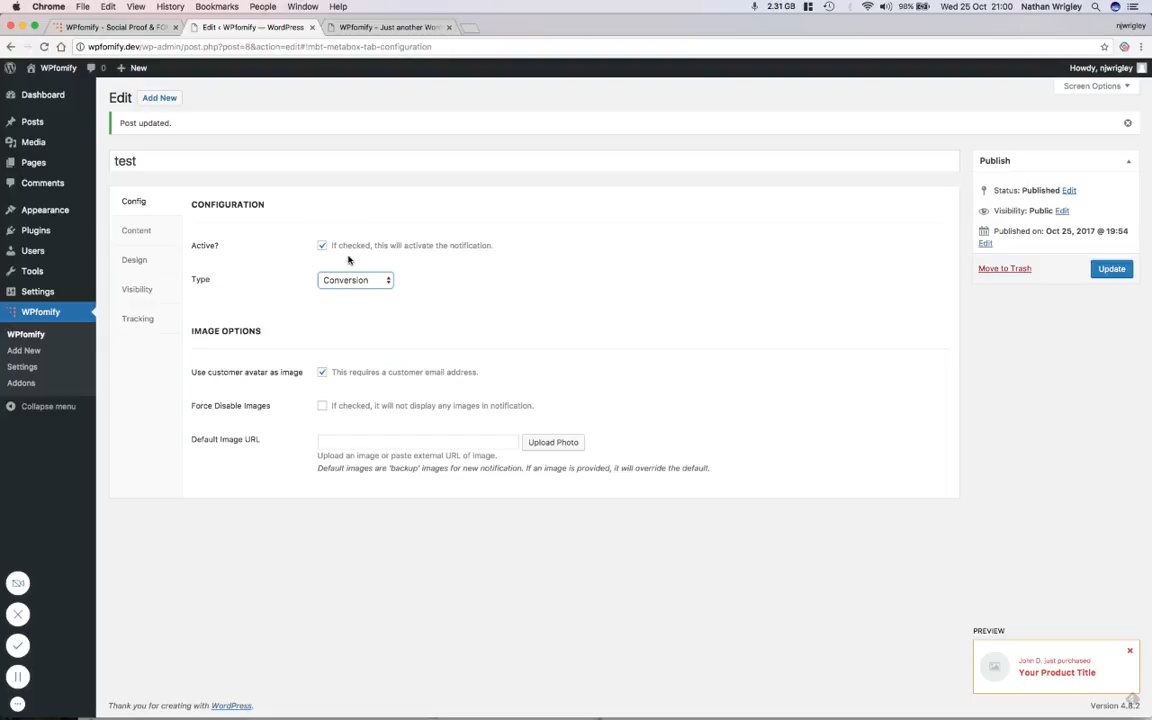 Chrome File Edit View History Bookmarks People Window Help 2.31 GB 98% Wed 25 Oct 21:00 Nathan Wrigley
WPfomify - Social Proof & FO Edit ‹ WPfomify — WordPress WPfomify – Just another Wor njwrigley
wpfomify.dev/wp-admin/post.php?post=8&action=edit#!mbt-metabox-tab-configuration
WPfomify 0 New Howdy, njwrigley
Dashboard
Posts
Media
Pages
Comments
Appearance
Plugins
Users
Tools
Settings
WPfomify
WPfomify
Add New
Settings
Addons
Collapse menu
Screen Options
Edit Add New
Post updated.
test
Config
Content
Design
Visibility
Tracking
CONFIGURATION
Active? If checked, this will activate the notification.
Type Conversion
IMAGE OPTIONS
Use customer avatar as image This requires a customer email address.
Force Disable Images If checked, it will not display any images in notification.
Default Image URL Upload Photo
Upload an image or paste external URL of image.
Default images are 'backup' images for new notification. If an image is provided, it will override the default.
Publish
Status: Published Edit
Visibility: Public Edit
Published on: Oct 25, 2017 @ 19:54
Edit
Move to Trash Update
PREVIEW
John D. just purchased
Your Product Title
Thank you for creating with WordPress.
Version 4.8.2